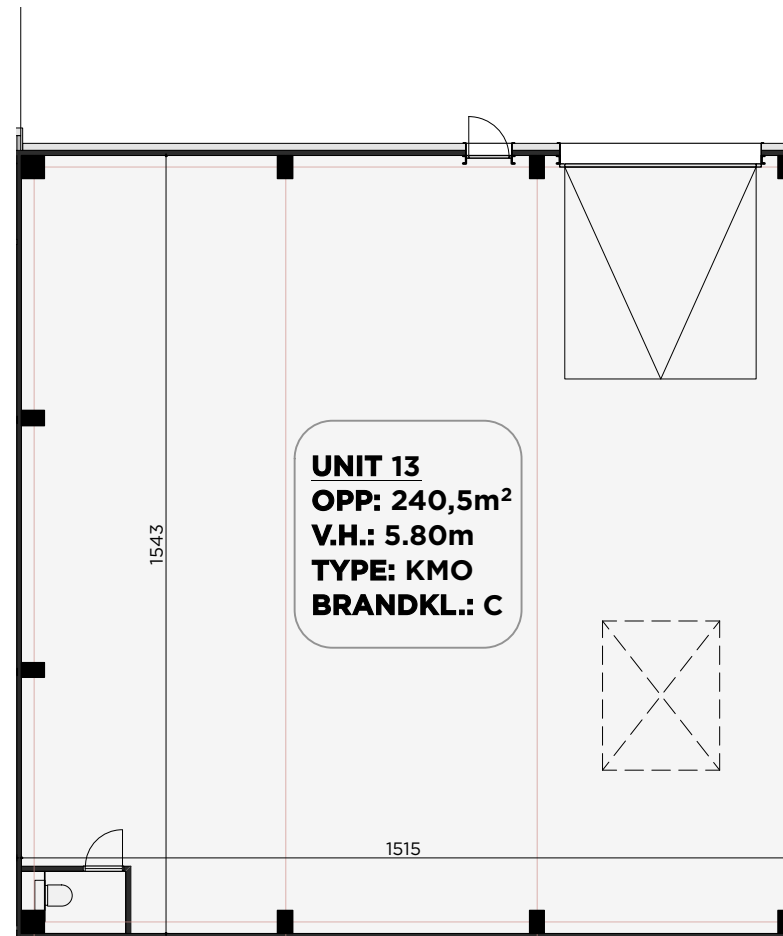 UNIT 13
OPP: 240,5m²
V.H.: 5.80m
TYPE: KMO
BRANDKL.: C
1543
1515